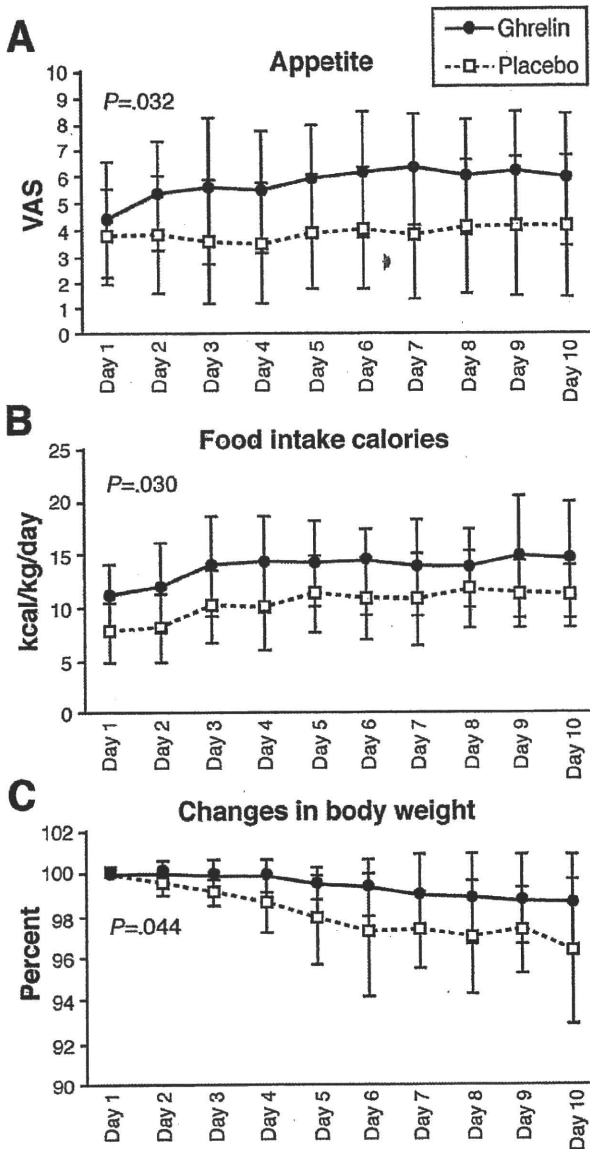 A
Appetite
Ghrelin
Placebo
P=.032
VAS
10
9
8
7
6
5
4
3
2
1
0
Day 1
Day 2
Day 3
Day 4
Day 5
Day 6
Day 7
Day 8
Day 9
Day 10
B
Food intake calories
P=.030
kcal/kg/day
25
20
15
10
5
0
Day 1
Day 2
Day 3
Day 4
Day 5
Day 6
Day 7
Day 8
Day 9
Day 10
C
Changes in body weight
P=.044
Percent
102
100
98
96
94
92
90
Day 1
Day 2
Day 3
Day 4
Day 5
Day 6
Day 7
Day 8
Day 9
Day 10